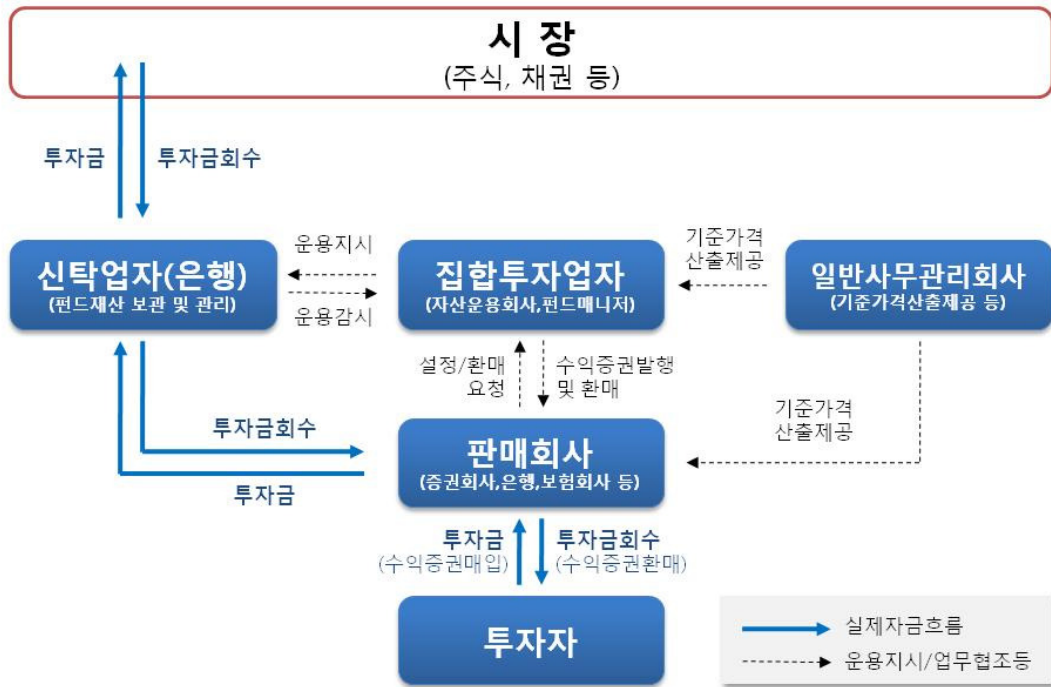 시 장
(주식, 채권 등)
투자금
투자금회수
신탁업자(은행)
(펀드재산 보관 및 관리)
운용지시
운용감시
집합투자업자
(자산운용회사,펀드매니저)
기준가격
산출제공
일반사무관리회사
(기준가격산출제공 등)
설정/환매
요청
수익증권발행
및 환매
기준가격
산출제공
투자금회수
투자금
판매회사
(증권회사,은행,보험회사 등)
투자금
(수익증권매입)
투자금회수
(수익증권환매)
투자자
실제자금흐름
운용지시/업무협조등